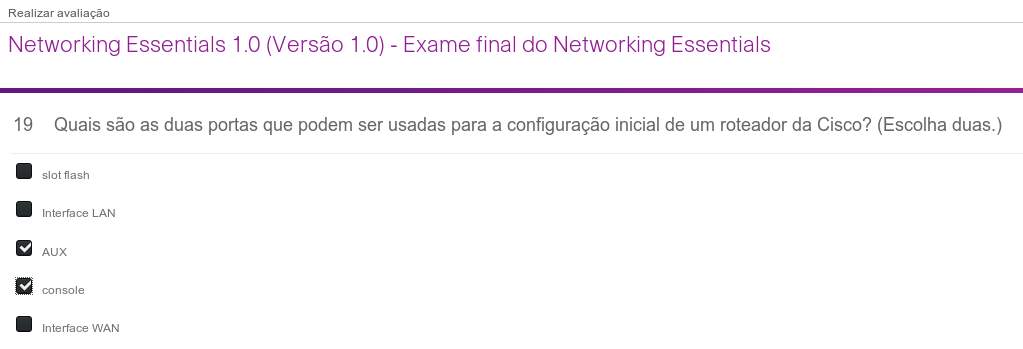 Realizar avaliação
Networking Essentials 1.0 (Versão 1.0) - Exame final do Networking Essentials
19 Quais são as duas portas que podem ser usadas para a configuração inicial de um roteador da Cisco? (Escolha duas.)
slot flash
Interface LAN
AUX
console
Interface WAN